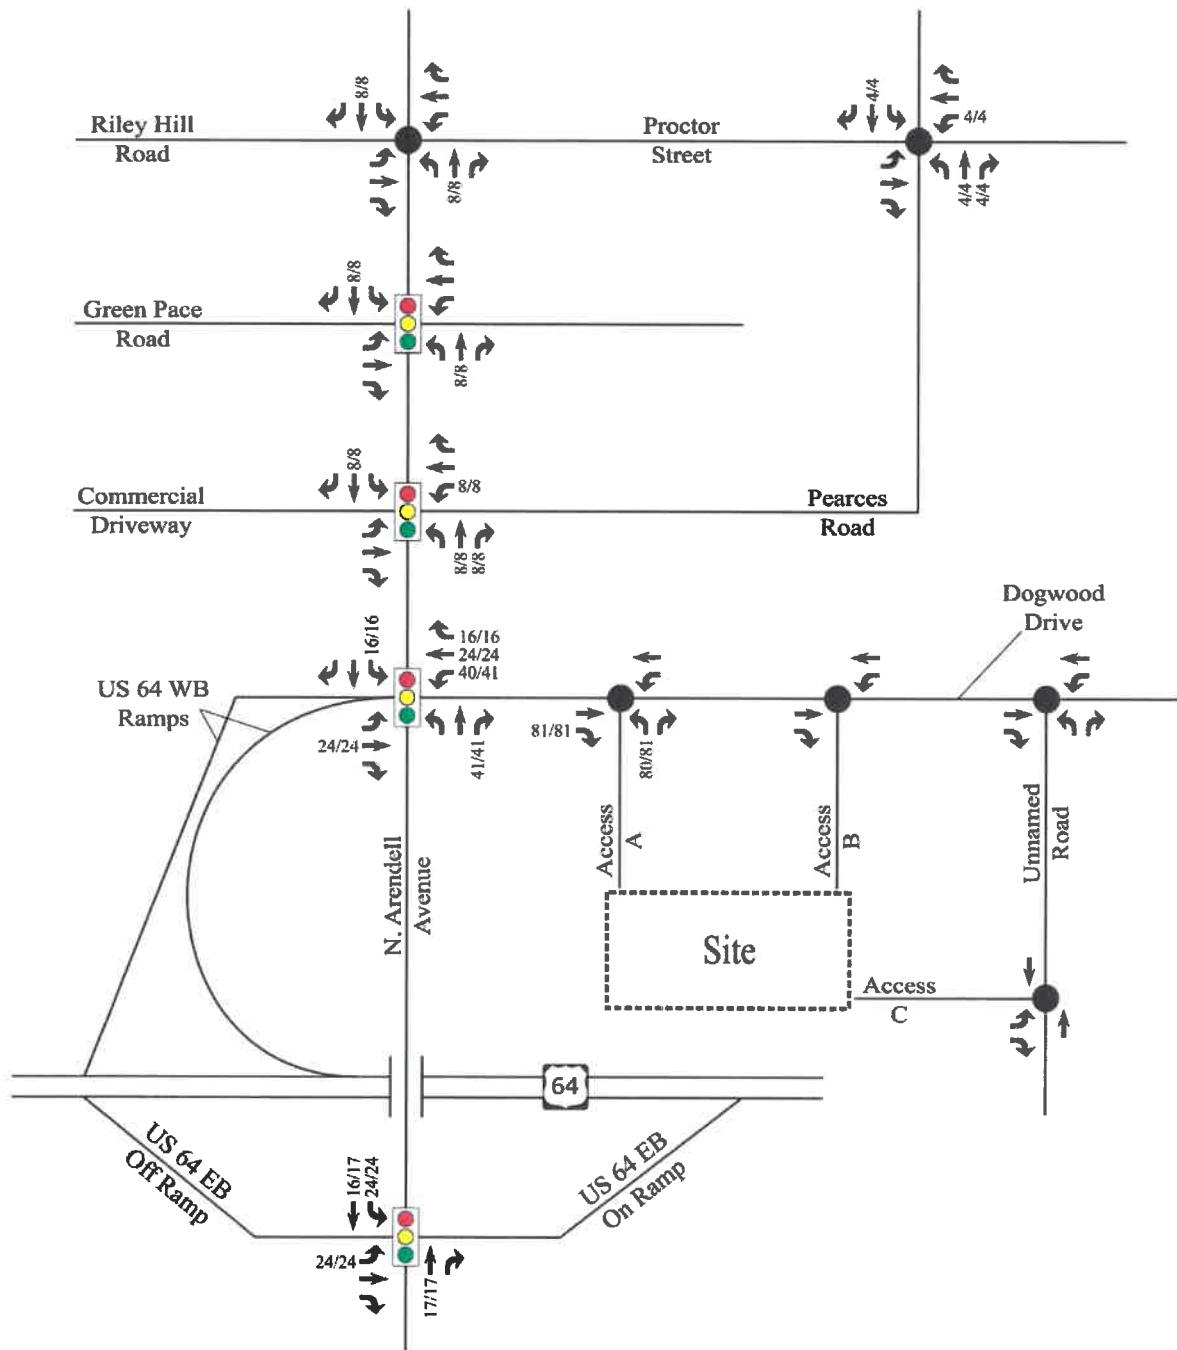 8/8
4/4
Riley Hill
Road
Proctor
Street
4/4
8/8
4/4
4/4
8/8
Green Pace
Road
8/8
8/8
Commercial
Driveway
8/8
Pearces
Road
8/8
8/8
Dogwood
Drive
16/16
16/16
24/24
40/41
US 64 WB
Ramps
24/24
41/41
81/81
80/81
Access
A
Access
B
Unnamed
Road
N. Arendell
Avenue
Site
Access
C
64
US 64 EB
Off Ramp
16/17
24/24
US 64 EB
On Ramp
24/24
17/17